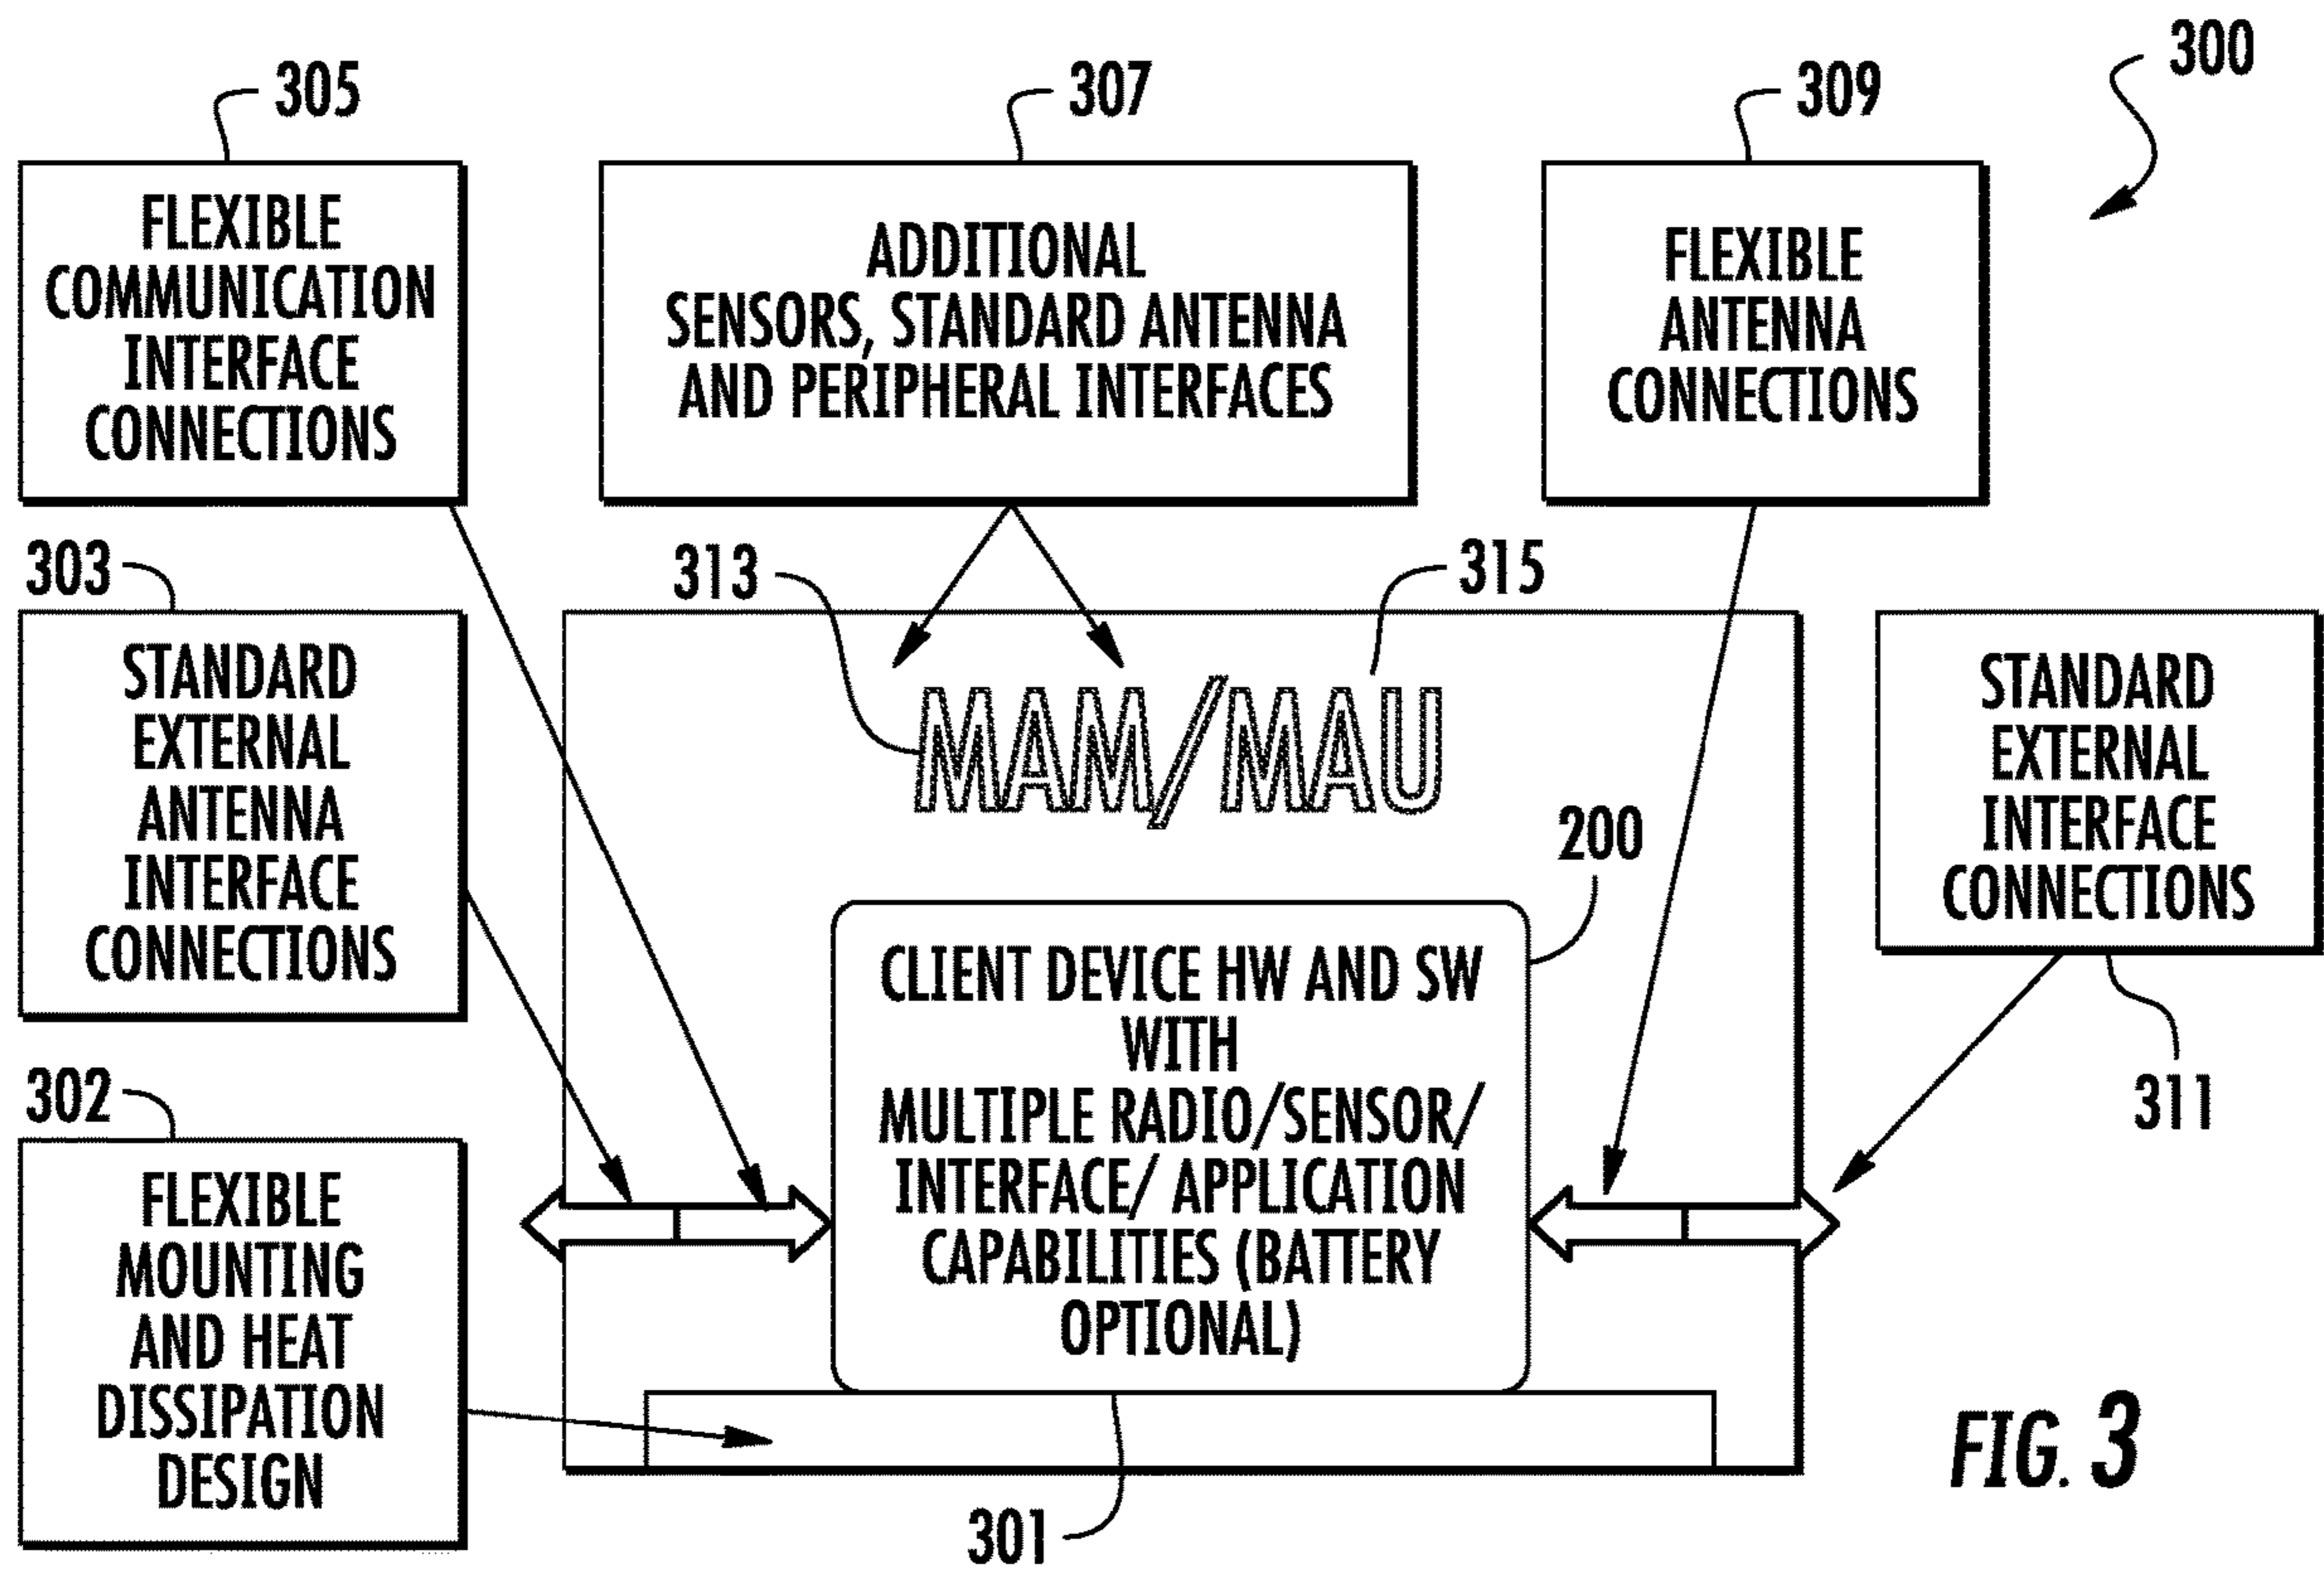 300
305
307
309
FLEXIBLE
COMMUNICATION
INTERFACE
CONNECTIONS
ADDITIONAL
SENSORS, STANDARD ANTENNA
AND PERIPHERAL INTERFACES
FLEXIBLE
ANTENNA
CONNECTIONS
303
313
315
STANDARD
EXTERNAL
ANTENNA
INTERFACE
CONNECTIONS
MAM/MAU
STANDARD
EXTERNAL
INTERFACE
CONNECTIONS
200
311
CLIENT DEVICE HW AND SW
WITH
MULTIPLE RADIO/SENSOR/
INTERFACE/ APPLICATION
CAPABILITIES (BATTERY
OPTIONAL)
302
FLEXIBLE
MOUNTING
AND HEAT
DISSIPATION
DESIGN
301
FIG. 3